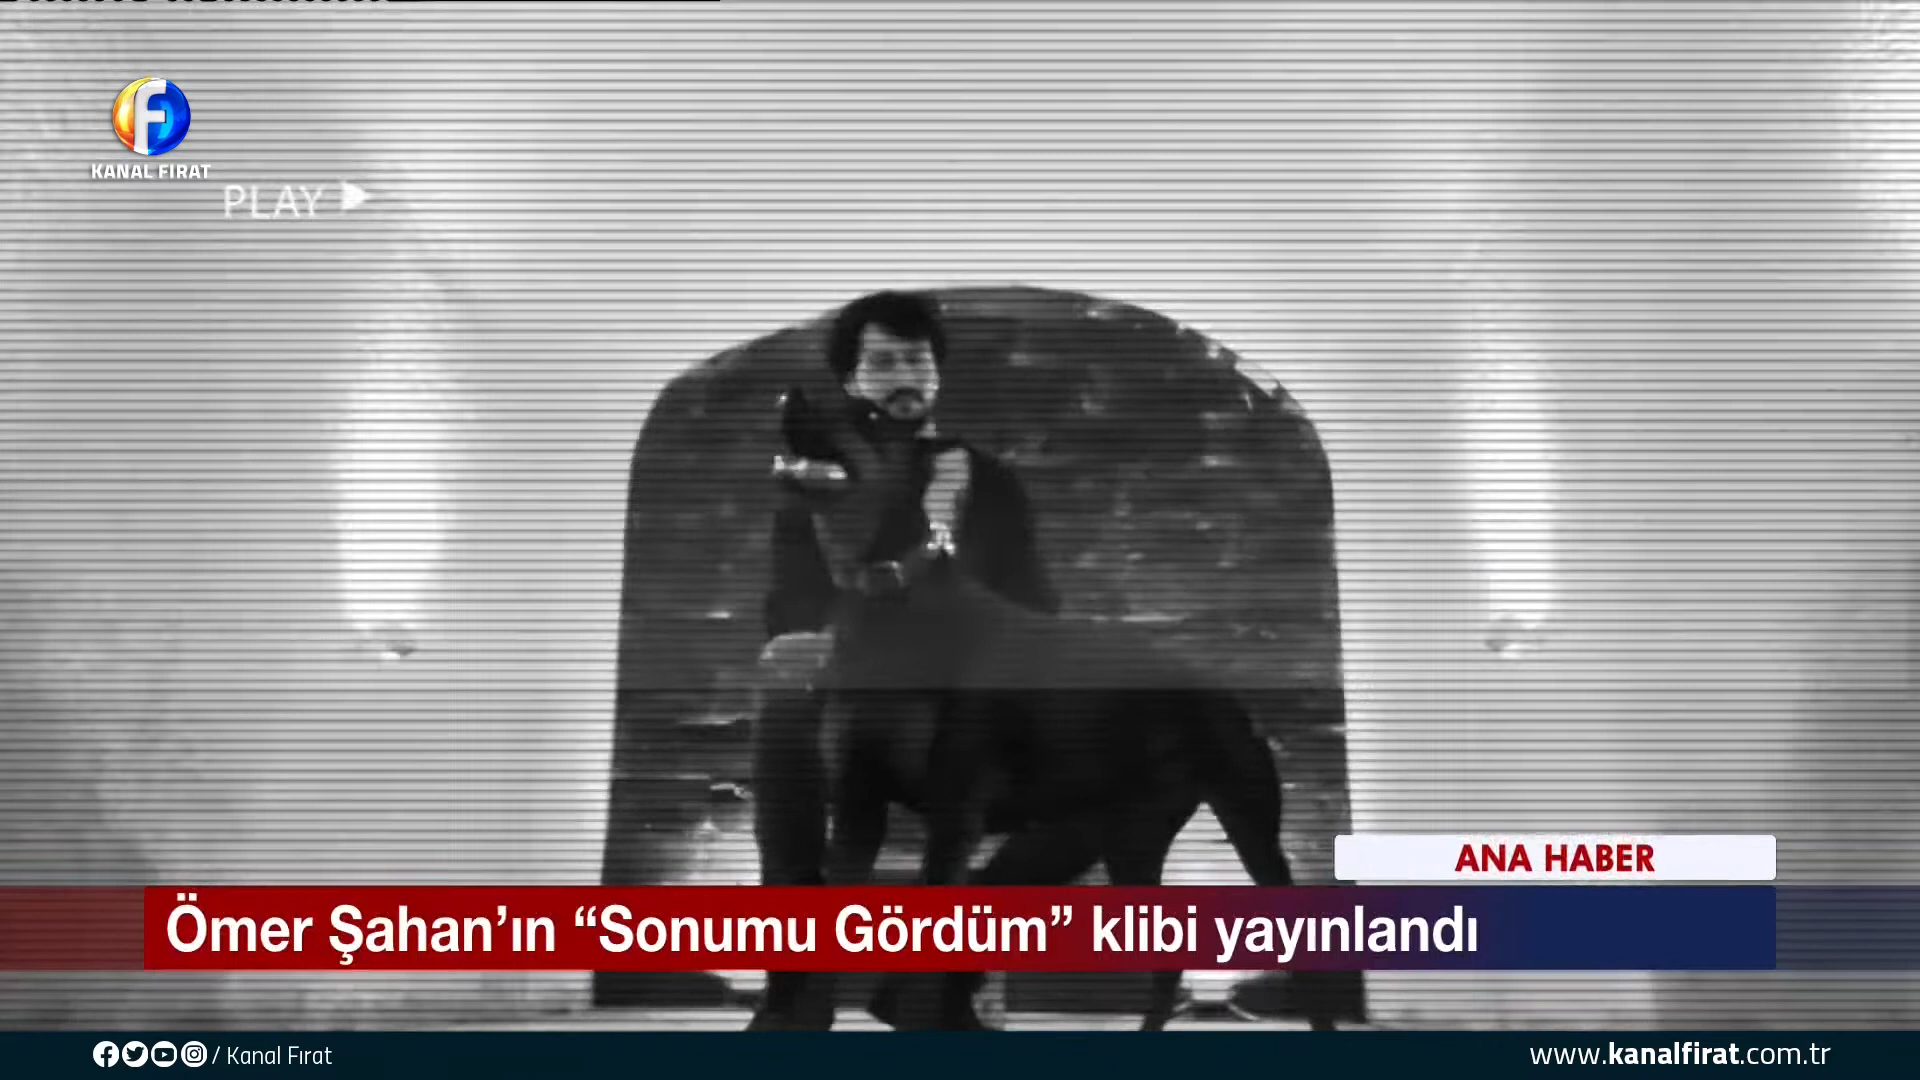 KANAL FIRAT
PLAY
ANA HABER
Ömer Şahan’ın “Sonumu Gördüm” klibi yayınlandı
/ Kanal Fırat
www.kanalfirat.com.tr